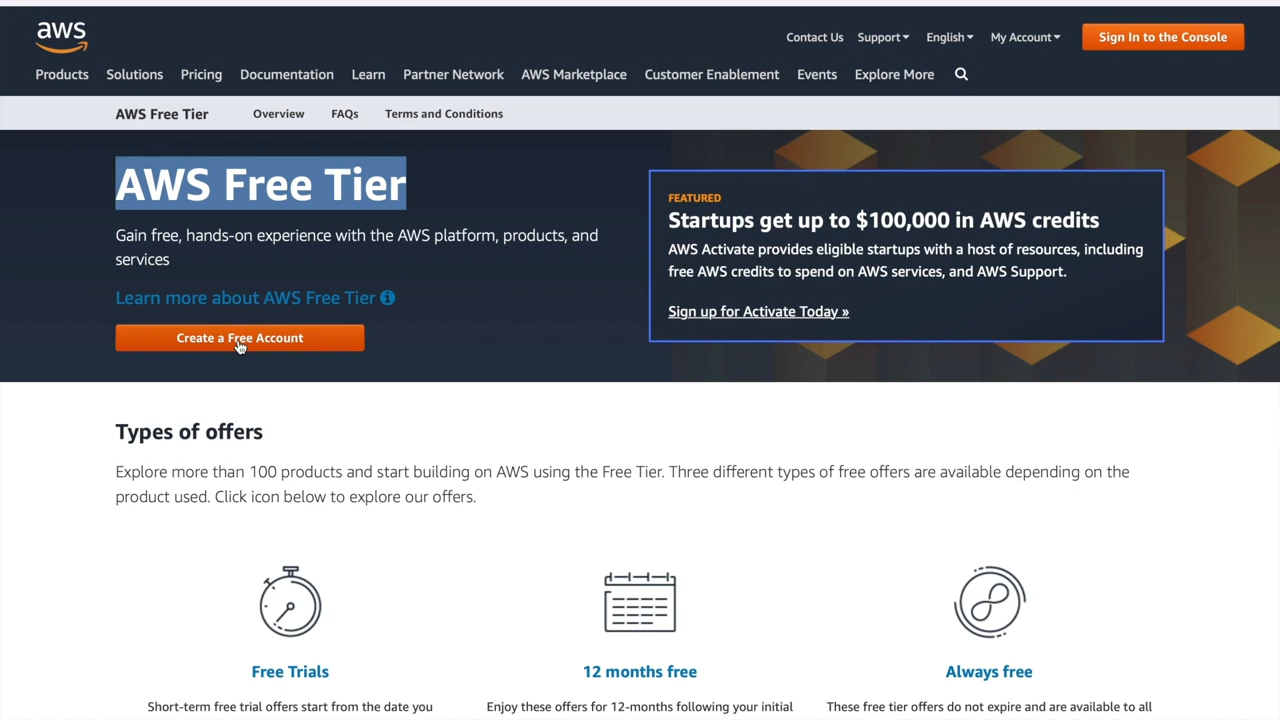 aws
Contact Us Support English My Account Sign In to the Console
Products Solutions Pricing Documentation Learn Partner Network AWS Marketplace Customer Enablement Events Explore More
AWS Free Tier Overview FAQs Terms and Conditions
AWS Free Tier
Gain free, hands-on experience with the AWS platform, products, and
services
Learn more about AWS Free Tier
Create a Free Account
FEATURED
Startups get up to $100,000 in AWS credits
AWS Activate provides eligible startups with a host of resources, including
free AWS credits to spend on AWS services, and AWS Support.
Sign up for Activate Today »
Types of offers
Explore more than 100 products and start building on AWS using the Free Tier. Three different types of free offers are available depending on the
product used. Click icon below to explore our offers.
Free Trials
Short-term free trial offers start from the date you
12 months free
Enjoy these offers for 12-months following your initial
Always free
These free tier offers do not expire and are available to all